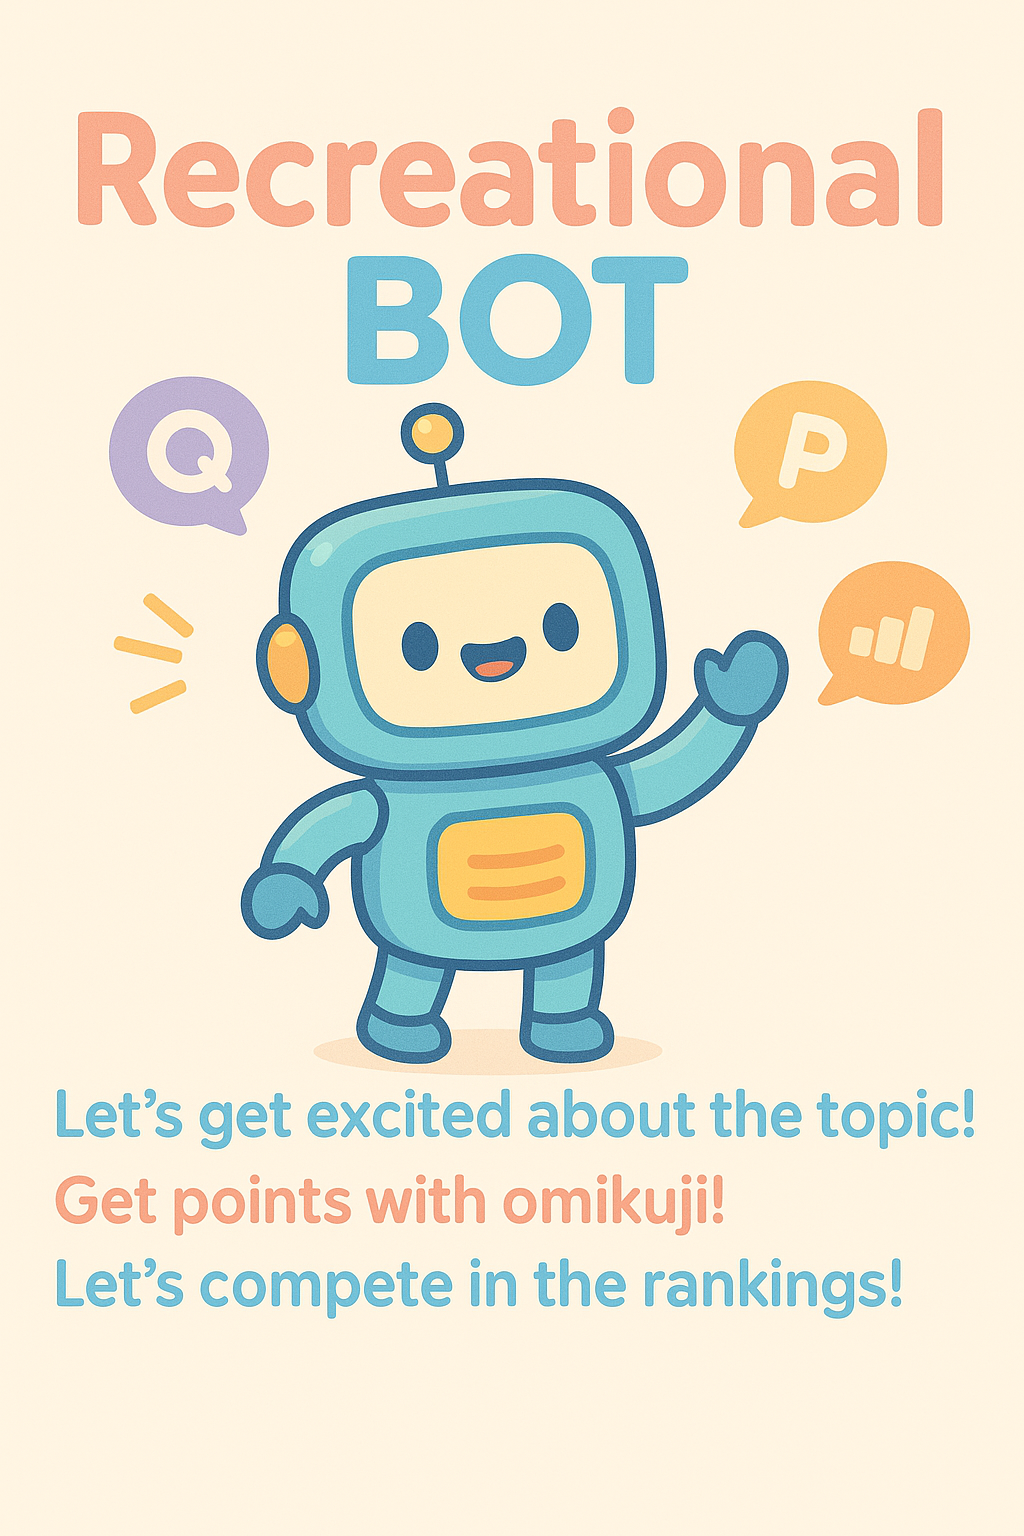 Recreational
BOT
Q
P
Let's get excited about the topic!
Get points with omikuji!
Let's compete in the rankings!